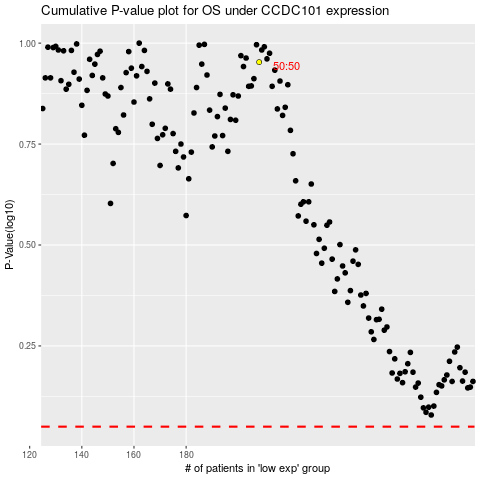 Cumulative P-value plot for OS under CCDC101 expression
1.00
50:50
0.75
P-Value(log10)
0.50
0.25
120 140 160 180
# of patients in 'low exp' group